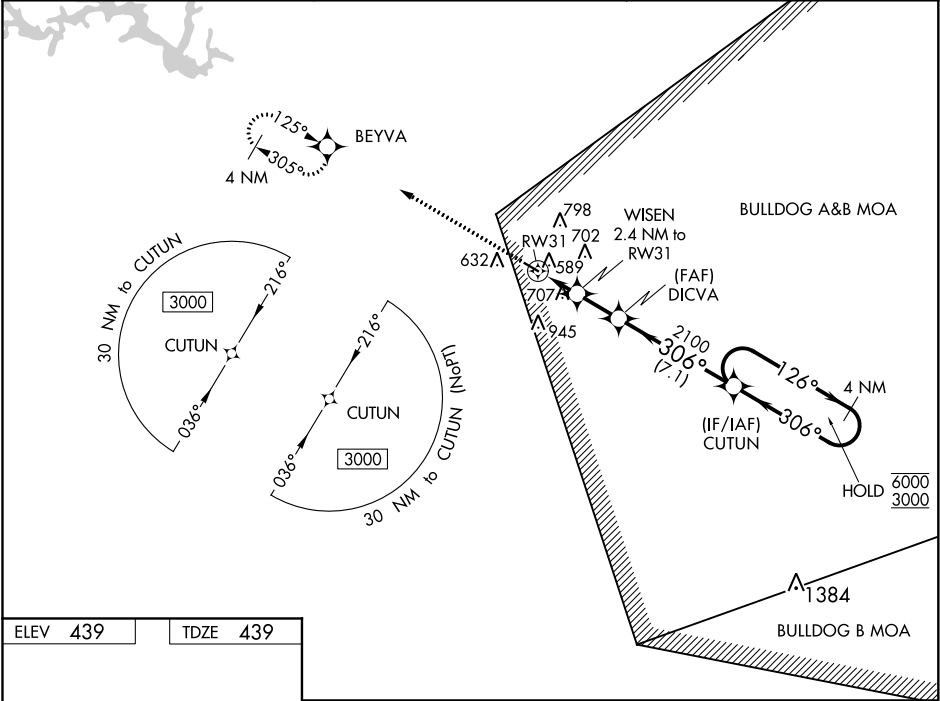 125°
BEYVA
305°
4 NM
BULLDOG A&B MOA
798
WISEN
2.4 NM to
RW31
702
RW31
632
589
(FAF)
DICVA
707
945
30 NM to CUTUN
216°
3000
CUTUN
036°
216°
CUTUN
3000
036°
30 NM to CUTUN (NoPT)
2100
306°
(7.1)
126°
4 NM
306°
(IF/IAF)
CUTUN
HOLD
6000
3000
1384
BULLDOG B MOA
ELEV 439
TDZE 439